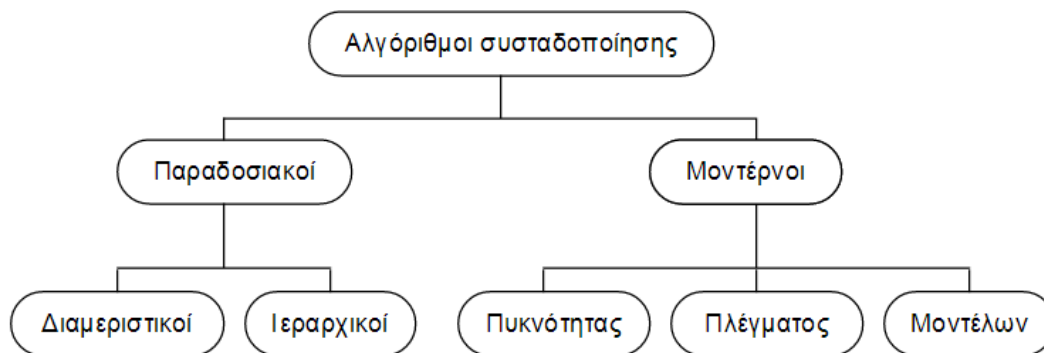 Αλγόριθμοι συσταδοποίησης
Παραδοσιακοί
Μοντέρνοι
Διαμεριστικοί
Ιεραρχικοί
Πυκνότητας
Πλέγματος
Μοντέλων